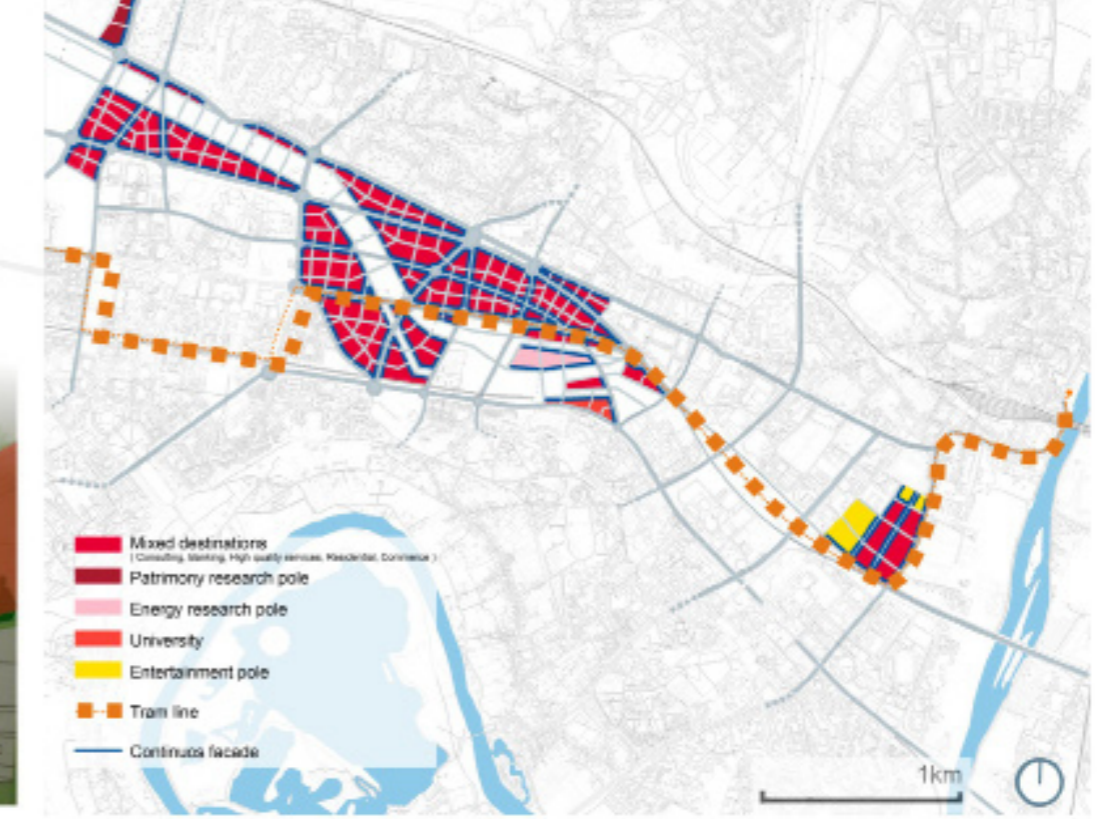 Mixed destinations
( Consulting, Banking, High quality services, Residential, Commerce )
Patrimony research pole
Energy research pole
University
Entertainment pole
Tram line
Continuos facade
1km